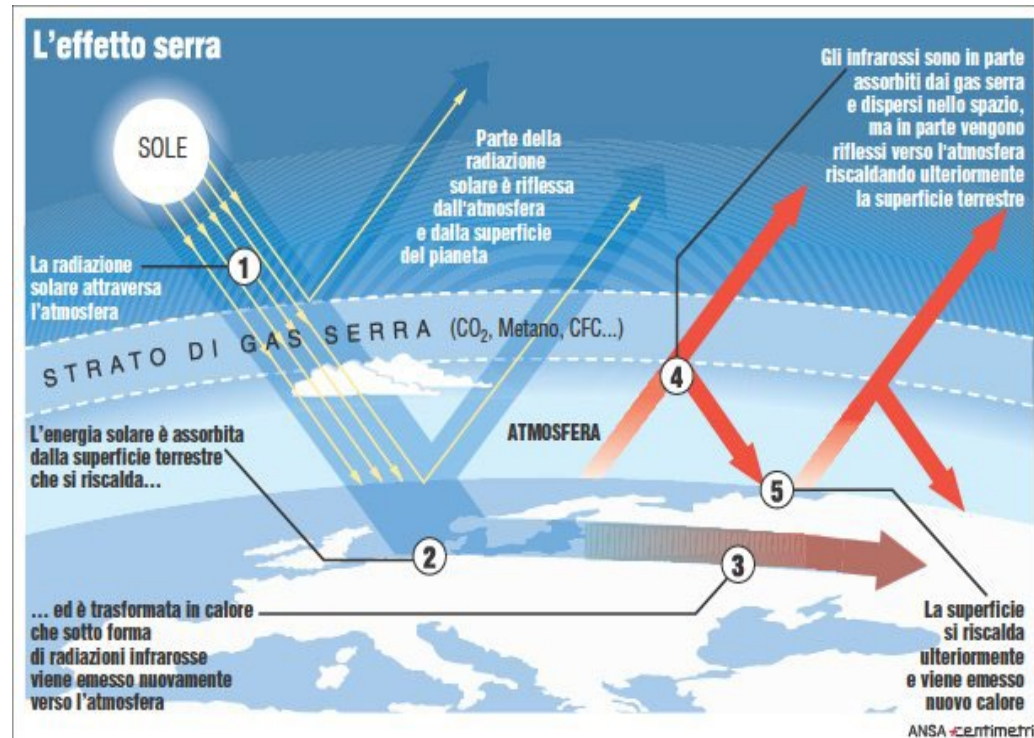 L'effetto serra
SOLE
1
La radiazione
solare attraversa
l'atmosfera
Parte della
radiazione
solare è riflessa
dall'atmosfera
e dalla superficie
del pianeta
Gli infrarossi sono in parte
assorbiti dai gas serra
e dispersi nello spazio,
ma in parte vengono
riflessi verso l'atmosfera
riscaldando ulteriormente
la superficie terrestre
STRATO DI GAS SERRA (CO₂, Metano, CFC...)
4
L'energia solare è assorbita
dalla superficie terrestre
che si riscalda...
ATMOSFERA
5
2
3
... ed è trasformata in calore
che sotto forma
di radiazioni infrarosse
viene emesso nuovamente
verso l'atmosfera
La superficie
si riscalda
ulteriormente
e viene emesso
nuovo calore
ANSA centimetri